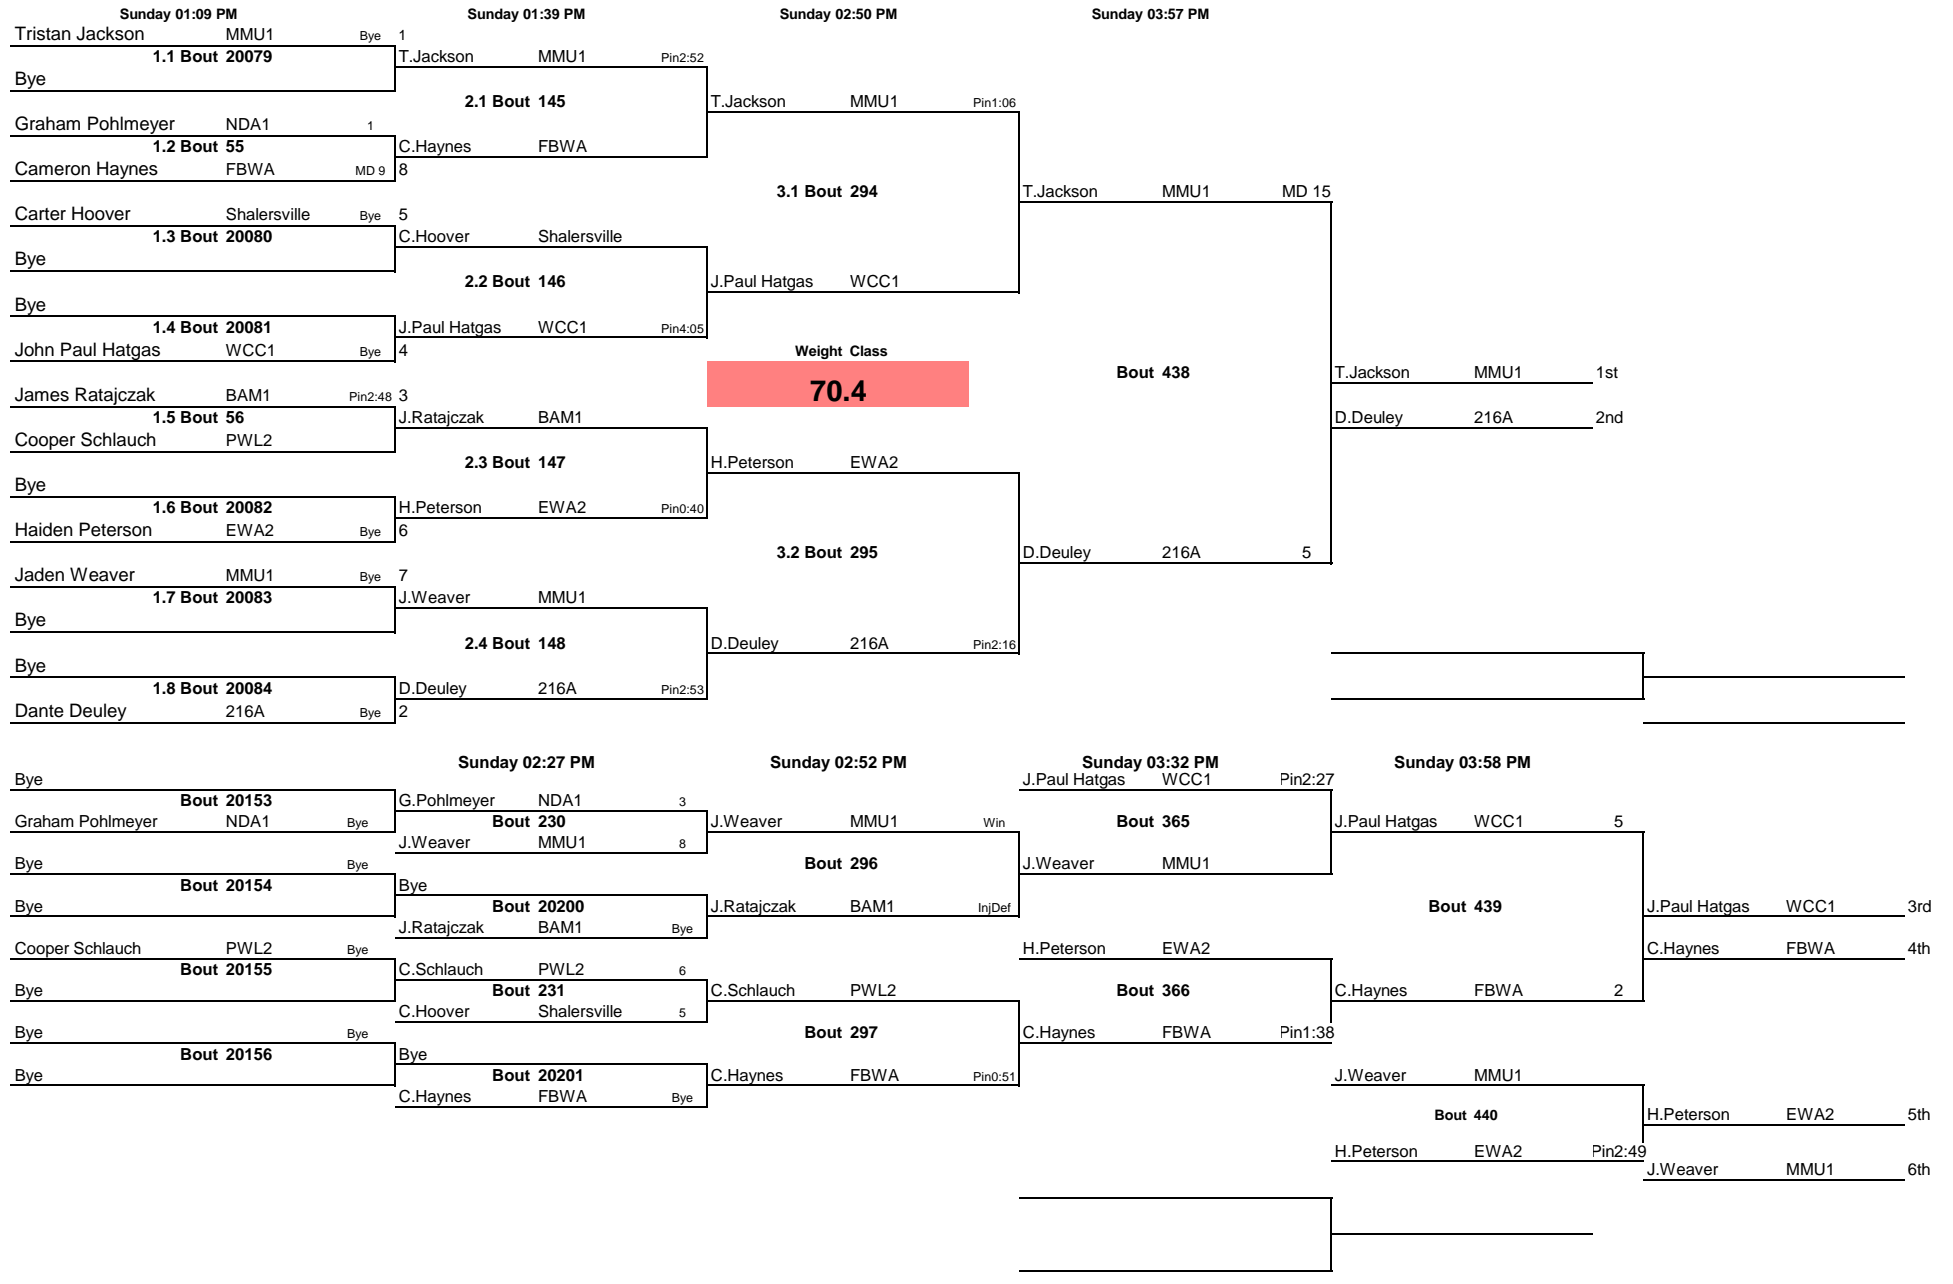 Sunday 01:09 PM Sunday 01:39 PM Sunday 02:50 PM Sunday 03:57 PM
Tristan Jackson MMU1 Bye 1
1.1 Bout 20079 T.Jackson MMU1 Pin2:52
Bye
2.1 Bout 145 T.Jackson MMU1 Pin1:06
Graham Pohlmeyer NDA1 1
1.2 Bout 55 C.Haynes FBWA
Cameron Haynes FBWA MD 9 8
3.1 Bout 294 T.Jackson MMU1 MD 15
Carter Hoover Shalersville Bye 5
1.3 Bout 20080 C.Hoover Shalersville
Bye
2.2 Bout 146 J.Paul Hatgas WCC1
Bye
1.4 Bout 20081 J.Paul Hatgas WCC1 Pin4:05
John Paul Hatgas WCC1 Bye 4 Weight Class
Bout 438 T.Jackson MMU1 1st
James Ratajczak BAM1 Pin2:48 3 70.4
1.5 Bout 56 J.Ratajczak BAM1 D.Deuley 216A 2nd
Cooper Schlauch PWL2
2.3 Bout 147 H.Peterson EWA2
Bye
1.6 Bout 20082 H.Peterson EWA2 Pin0:40
Haiden Peterson EWA2 Bye 6
3.2 Bout 295 D.Deuley 216A 5
Jaden Weaver MMU1 Bye 7
1.7 Bout 20083 J.Weaver MMU1
Bye
2.4 Bout 148 D.Deuley 216A Pin2:16
Bye
1.8 Bout 20084 D.Deuley 216A Pin2:53
Dante Deuley 216A Bye 2
Sunday 02:27 PM Sunday 02:52 PM Sunday 03:32 PM Sunday 03:58 PM
Bye J.Paul Hatgas WCC1 Pin2:27
Bout 20153 G.Pohlmeyer NDA1 3
Graham Pohlmeyer NDA1 Bye Bout 230 J.Weaver MMU1 Win Bout 365 J.Paul Hatgas WCC1 5
J.Weaver MMU1 8
Bye Bye Bout 296 J.Weaver MMU1
Bout 20154 Bye
Bye Bout 20200 J.Ratajczak BAM1 InjDef Bout 439 J.Paul Hatgas WCC1 3rd
J.Ratajczak BAM1 Bye
Cooper Schlauch PWL2 Bye H.Peterson EWA2 C.Haynes FBWA 4th
Bout 20155 C.Schlauch PWL2 6
Bye Bout 231 C.Schlauch PWL2 Bout 366 C.Haynes FBWA 2
C.Hoover Shalersville 5
Bye Bye Bout 297 C.Haynes FBWA Pin1:38
Bout 20156 Bye
Bye Bout 20201 C.Haynes FBWA Pin0:51 J.Weaver MMU1
C.Haynes FBWA Bye
Bout 440 H.Peterson EWA2 5th
H.Peterson EWA2 Pin2:49
J.Weaver MMU1 6th